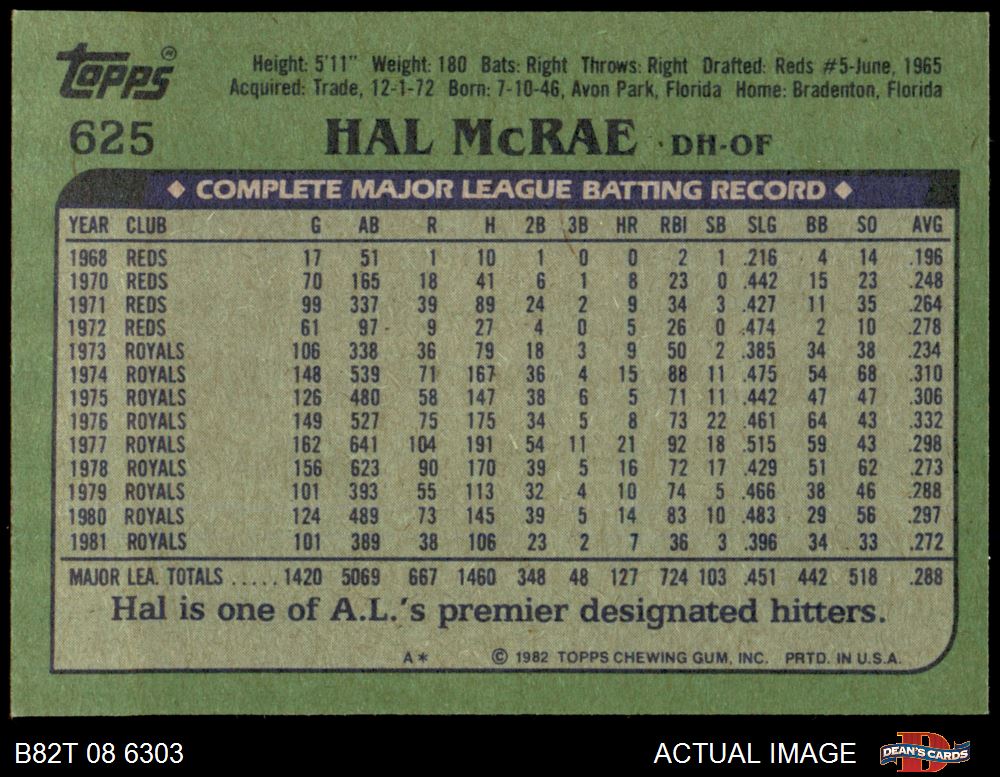 Topps®
Height: 5'11" Weight: 180 Bats: Right Throws: Right Drafted: Reds #5-June, 1965
Acquired: Trade, 12-1-72 Born: 7-10-46, Avon Park, Florida Home: Bradenton, Florida
625 HAL McRAE · DH-OF
◆ COMPLETE MAJOR LEAGUE BATTING RECORD ◆
YEAR CLUB G AB R H 2B 3B HR RBI SB SLG BB SO AVG
1968 REDS 17 51 1 10 1 0 0 2 1 .216 4 14 .196
1970 REDS 70 165 18 41 6 1 8 23 0 .442 15 23 .248
1971 REDS 99 337 39 89 24 2 9 34 3 .427 11 35 .264
1972 REDS 61 97 9 27 4 0 5 26 0 .474 2 10 .278
1973 ROYALS 106 338 36 79 18 3 9 50 2 .385 34 38 .234
1974 ROYALS 148 539 71 167 36 4 15 88 11 .475 54 68 .310
1975 ROYALS 126 480 58 147 38 6 5 71 11 .442 47 47 .306
1976 ROYALS 149 527 75 175 34 5 8 73 22 .461 64 43 .332
1977 ROYALS 162 641 104 191 54 11 21 92 18 .515 59 43 .298
1978 ROYALS 156 623 90 170 39 5 16 72 17 .429 51 62 .273
1979 ROYALS 101 393 55 113 32 4 10 74 5 .466 38 46 .288
1980 ROYALS 124 489 73 145 39 5 14 83 10 .483 29 56 .297
1981 ROYALS 101 389 38 106 23 2 7 36 3 .396 34 33 .272
MAJOR LEA. TOTALS ..... 1420 5069 667 1460 348 48 127 724 103 .451 442 518 .288
Hal is one of A.L.'s premier designated hitters.
A* © 1982 TOPPS CHEWING GUM, INC. PRTD. IN U.S.A.
B82T 08 6303 ACTUAL IMAGE D DEAN'S CARDS